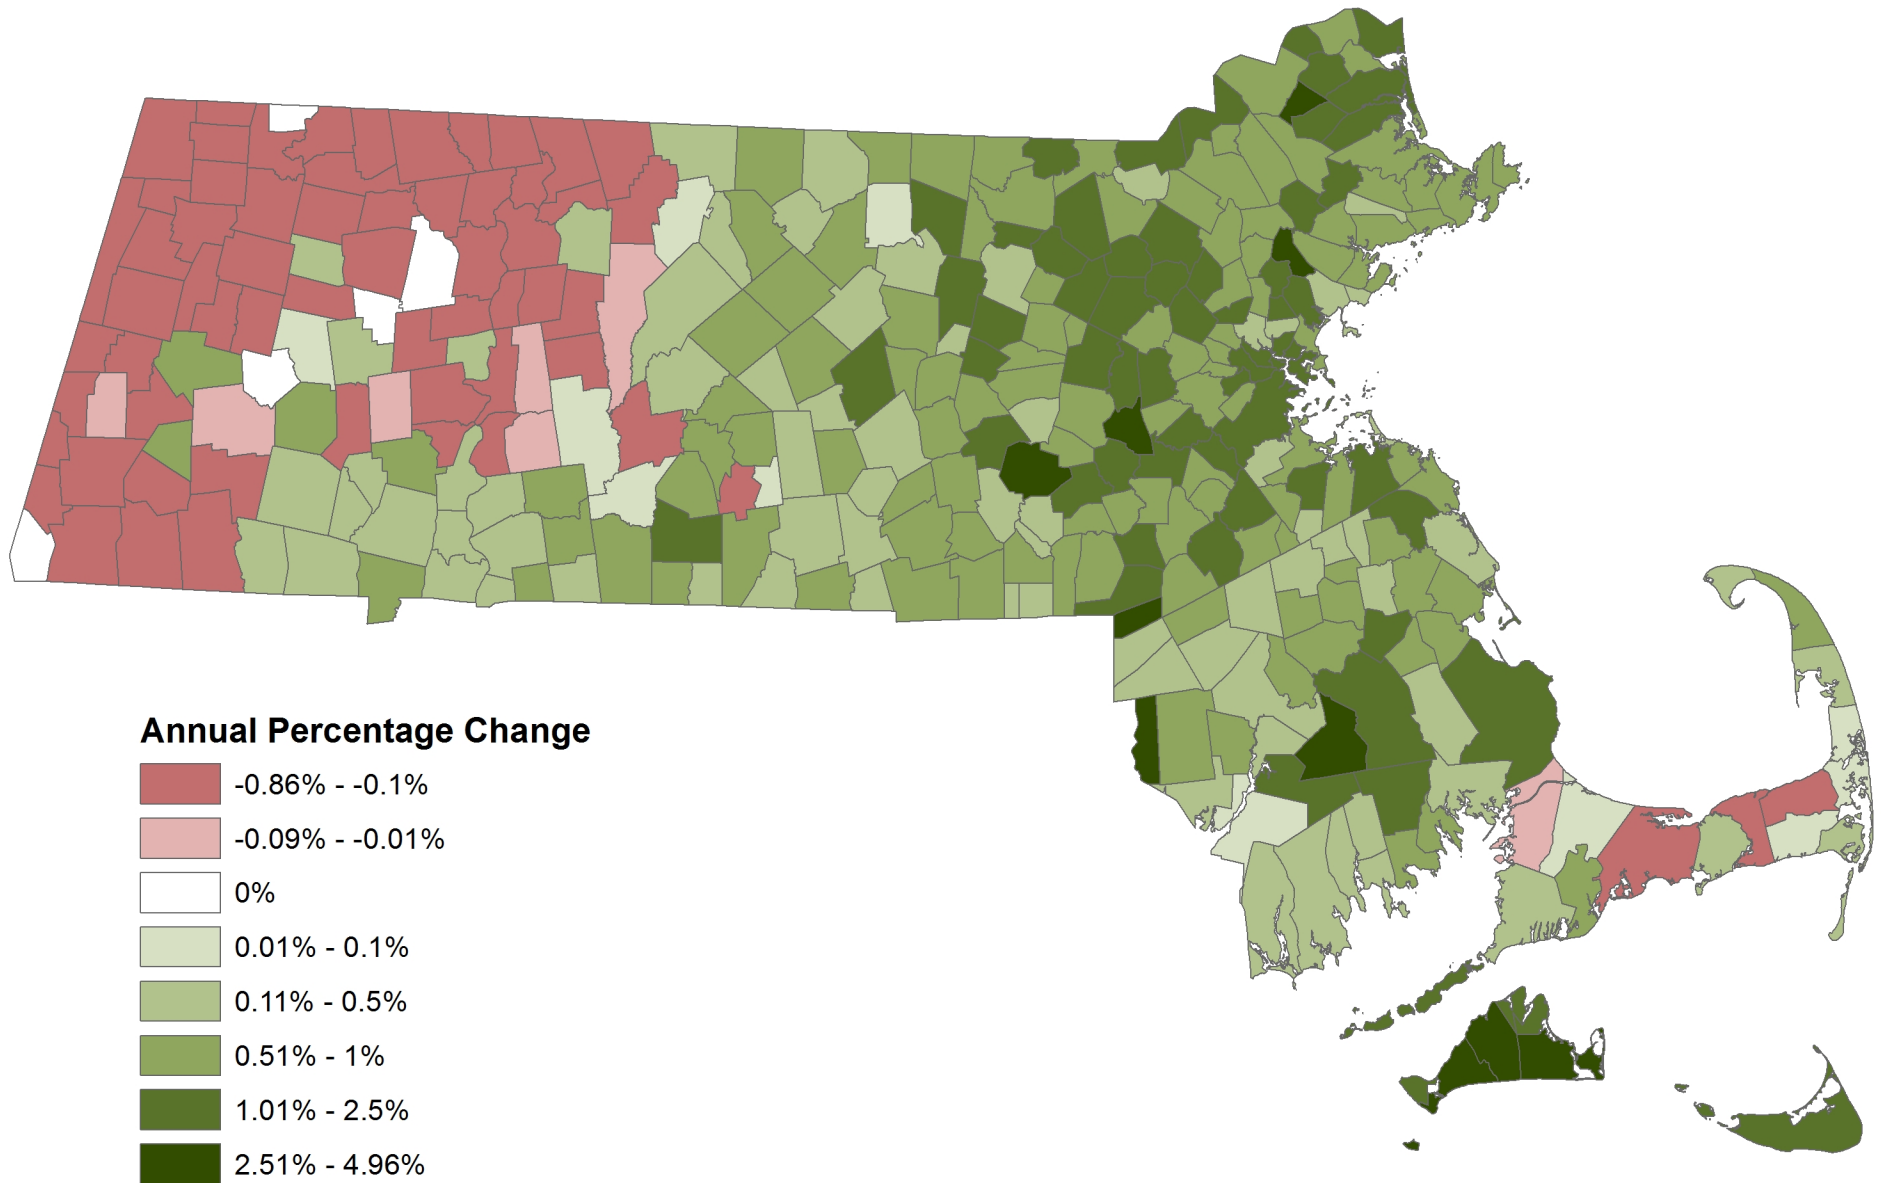 Annual Percentage Change
-0.86% - -0.1%
-0.09% - -0.01%
0%
0.01% - 0.1%
0.11% - 0.5%
0.51% - 1%
1.01% - 2.5%
2.51% - 4.96%